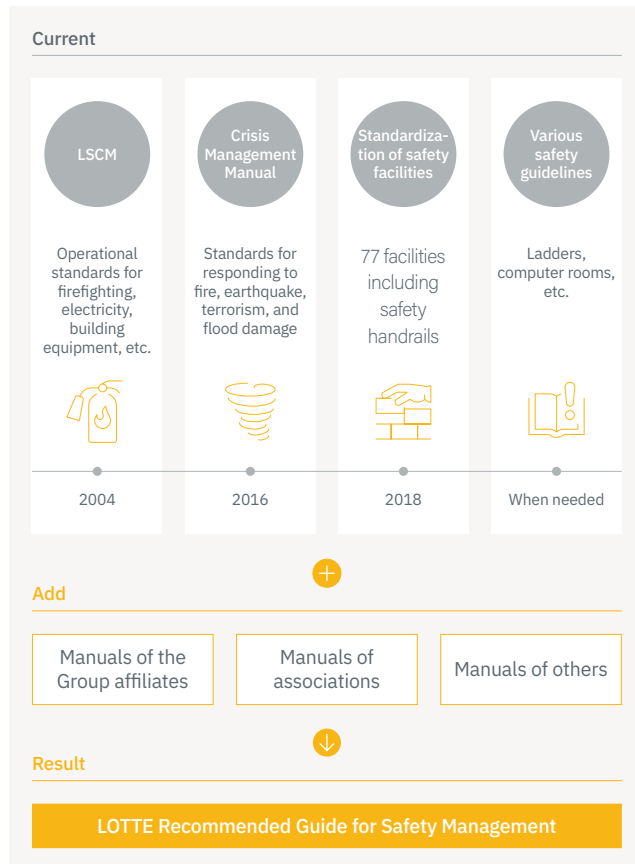 Current
LSCM
Crisis
Management
Manual
Standardiza-
tion of safety
facilities
Various
safety
guidelines
Operational
standards for
firefighting,
electricity,
building
equipment, etc.
Standards for
responding to
fire, earthquake,
terrorism, and
flood damage
77 facilities
including
safety
handrails
Ladders,
computer rooms,
etc.
2004
2016
2018
When needed
Add
Manuals of the
Group affiliates
Manuals of
associations
Manuals of others
Result
LOTTE Recommended Guide for Safety Management